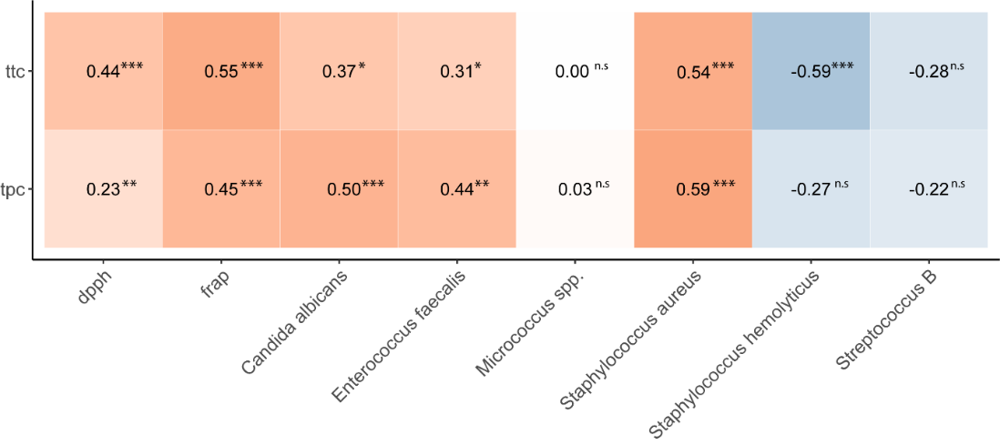 ttc 0.44*** 0.55*** 0.37* 0.31* 0.00 n.s 0.54*** -0.59*** -0.28 n.s
tpc 0.23** 0.45*** 0.50*** 0.44** 0.03 n.s 0.59*** -0.27 n.s -0.22 n.s
dpph
frap
Candida albicans
Enterococcus faecalis
Micrococcus spp.
Staphylococcus aureus
Staphylococcus hemolyticus
Streptococcus B